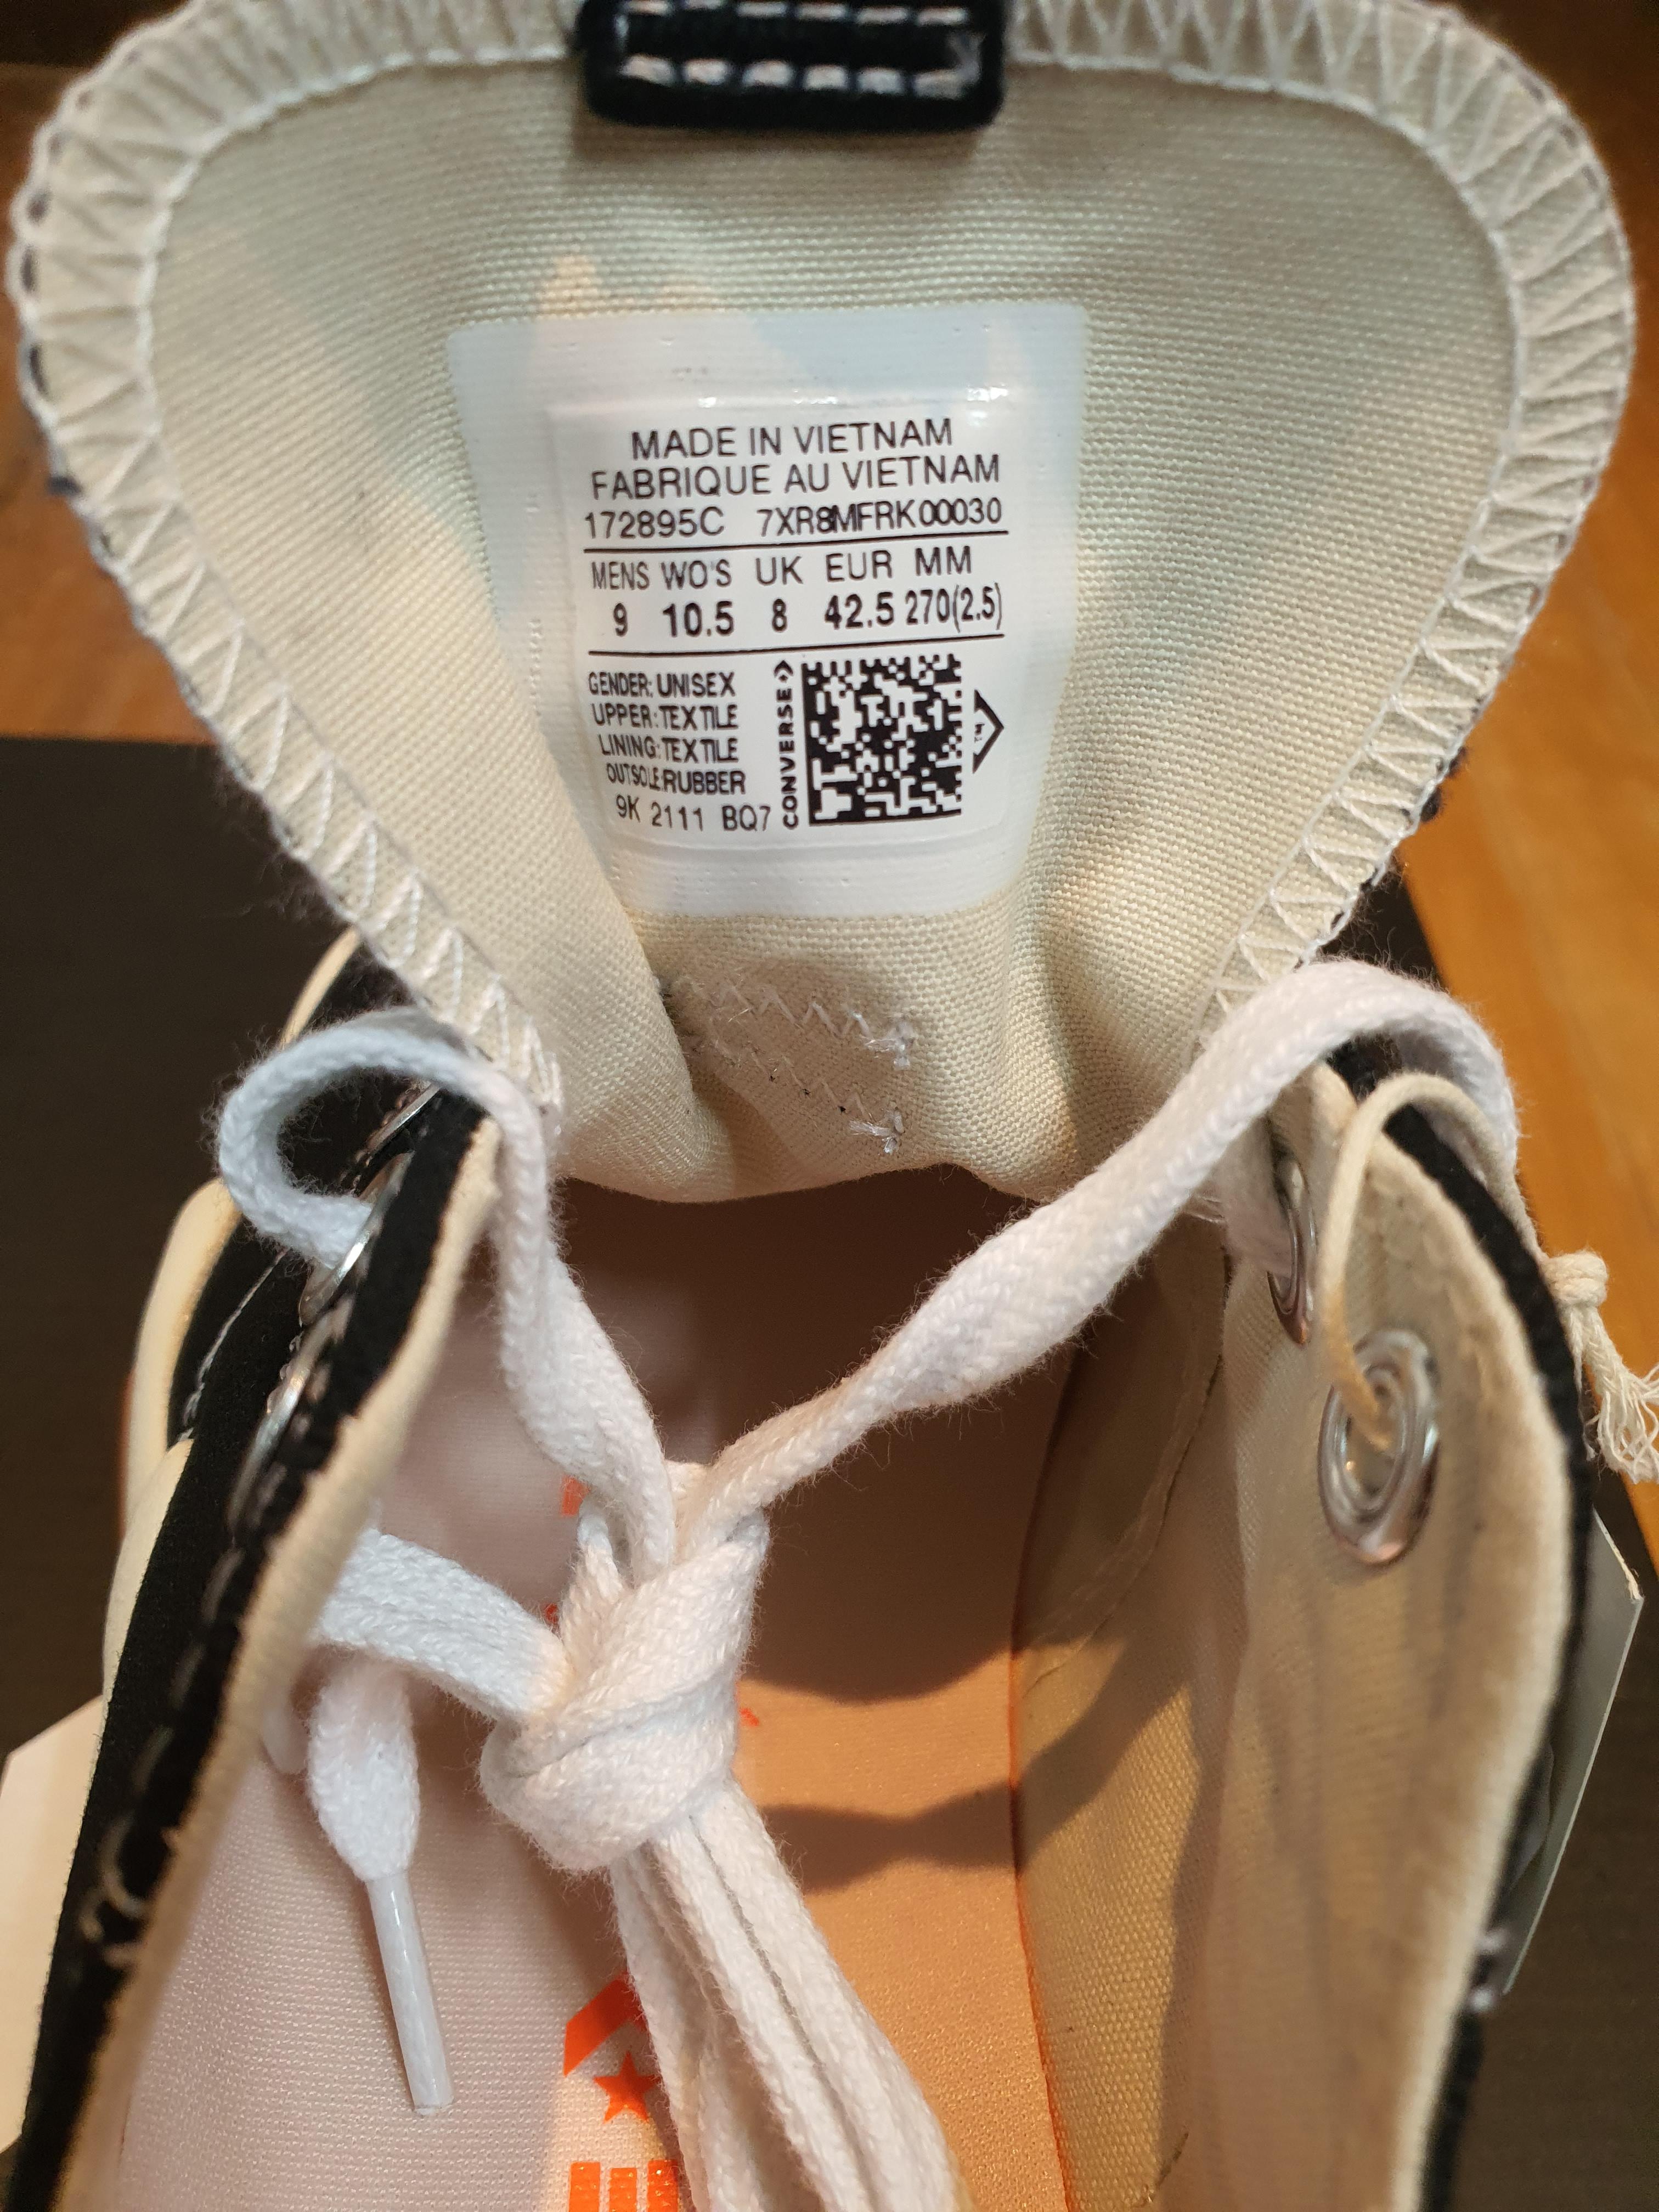 MADE IN VIETNAM
FABRIQUE AU VIETNAM
172895C 7XR8MFRK00030
MENS WO'S UK EUR MM
9 10.5 8 42.5 270(2.5)
GENDER: UNISEX
UPPER: TEXTILE
LINING: TEXTILE
OUTSOLE: RUBBER
9K 2111 BQ7
CONVERSE
TM